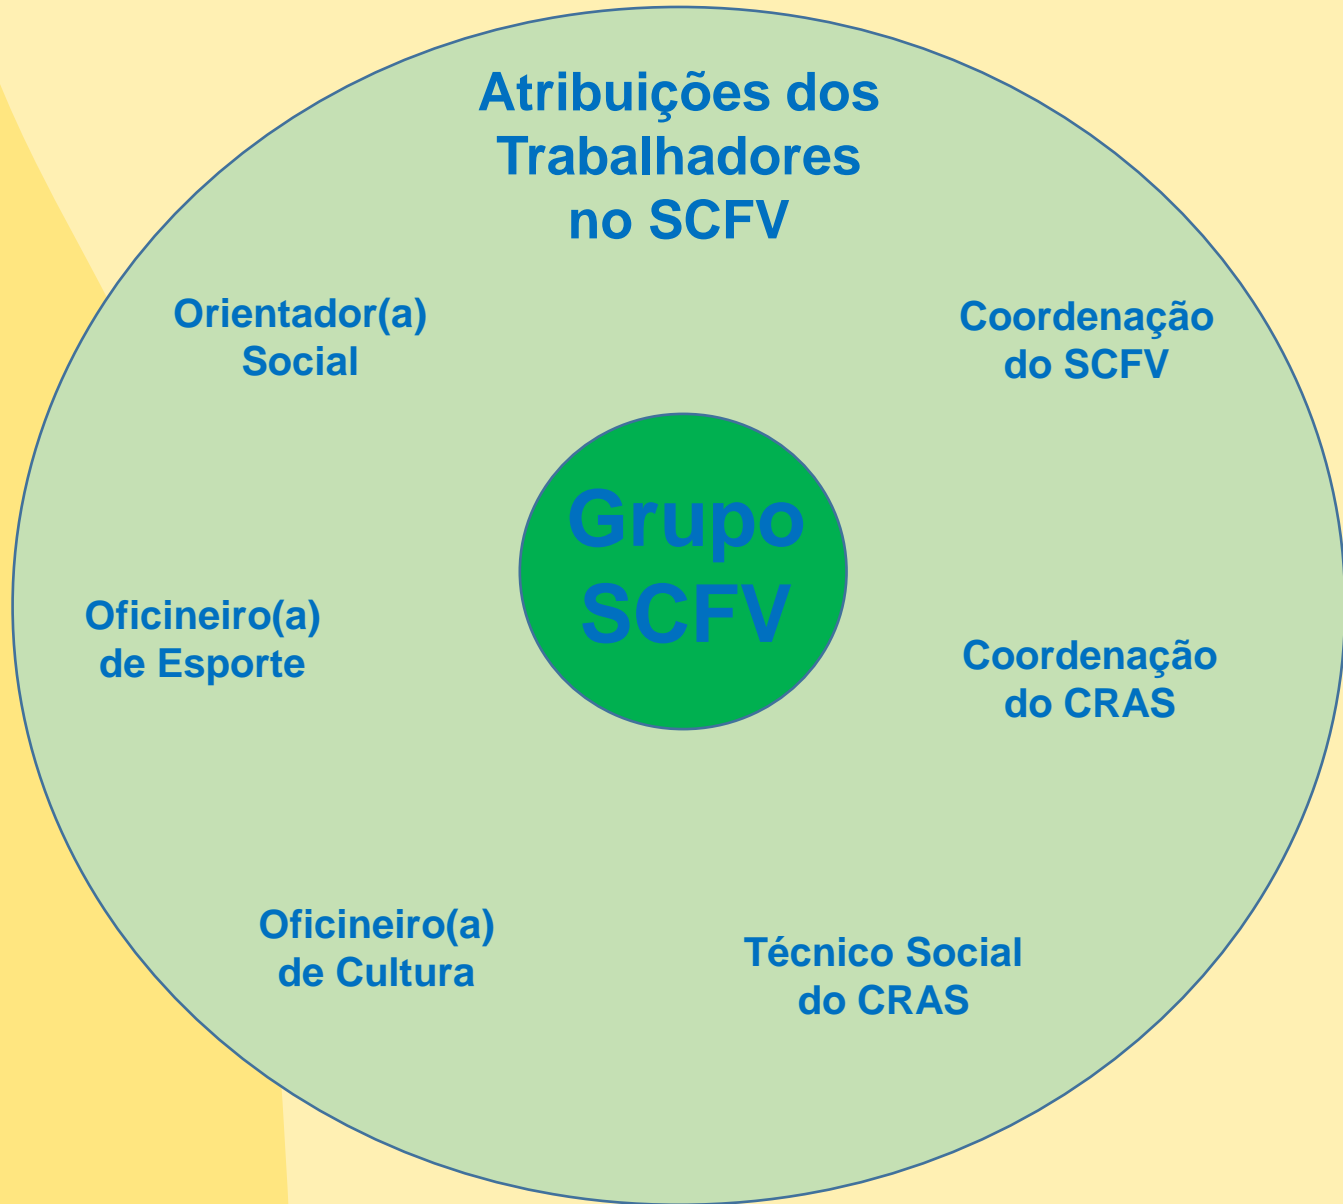 Atribuições dos
Trabalhadores
no SCFV
Orientador(a)
Social
Coordenação
do SCFV
Grupo
SCFV
Oficineiro(a)
de Esporte
Coordenação
do CRAS
Oficineiro(a)
de Cultura
Técnico Social
do CRAS